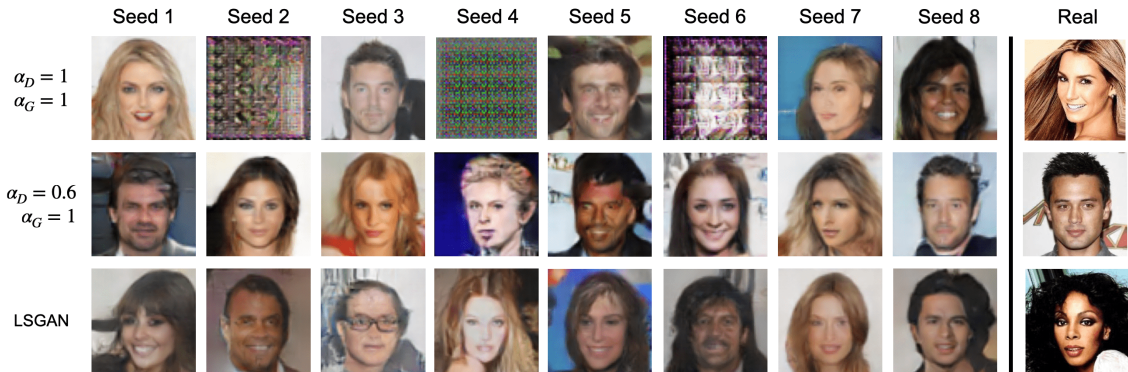 Seed 1 Seed 2 Seed 3 Seed 4 Seed 5 Seed 6 Seed 7 Seed 8 Real
α_D = 1
α_G = 1
α_D = 0.6
α_G = 1
LSGAN